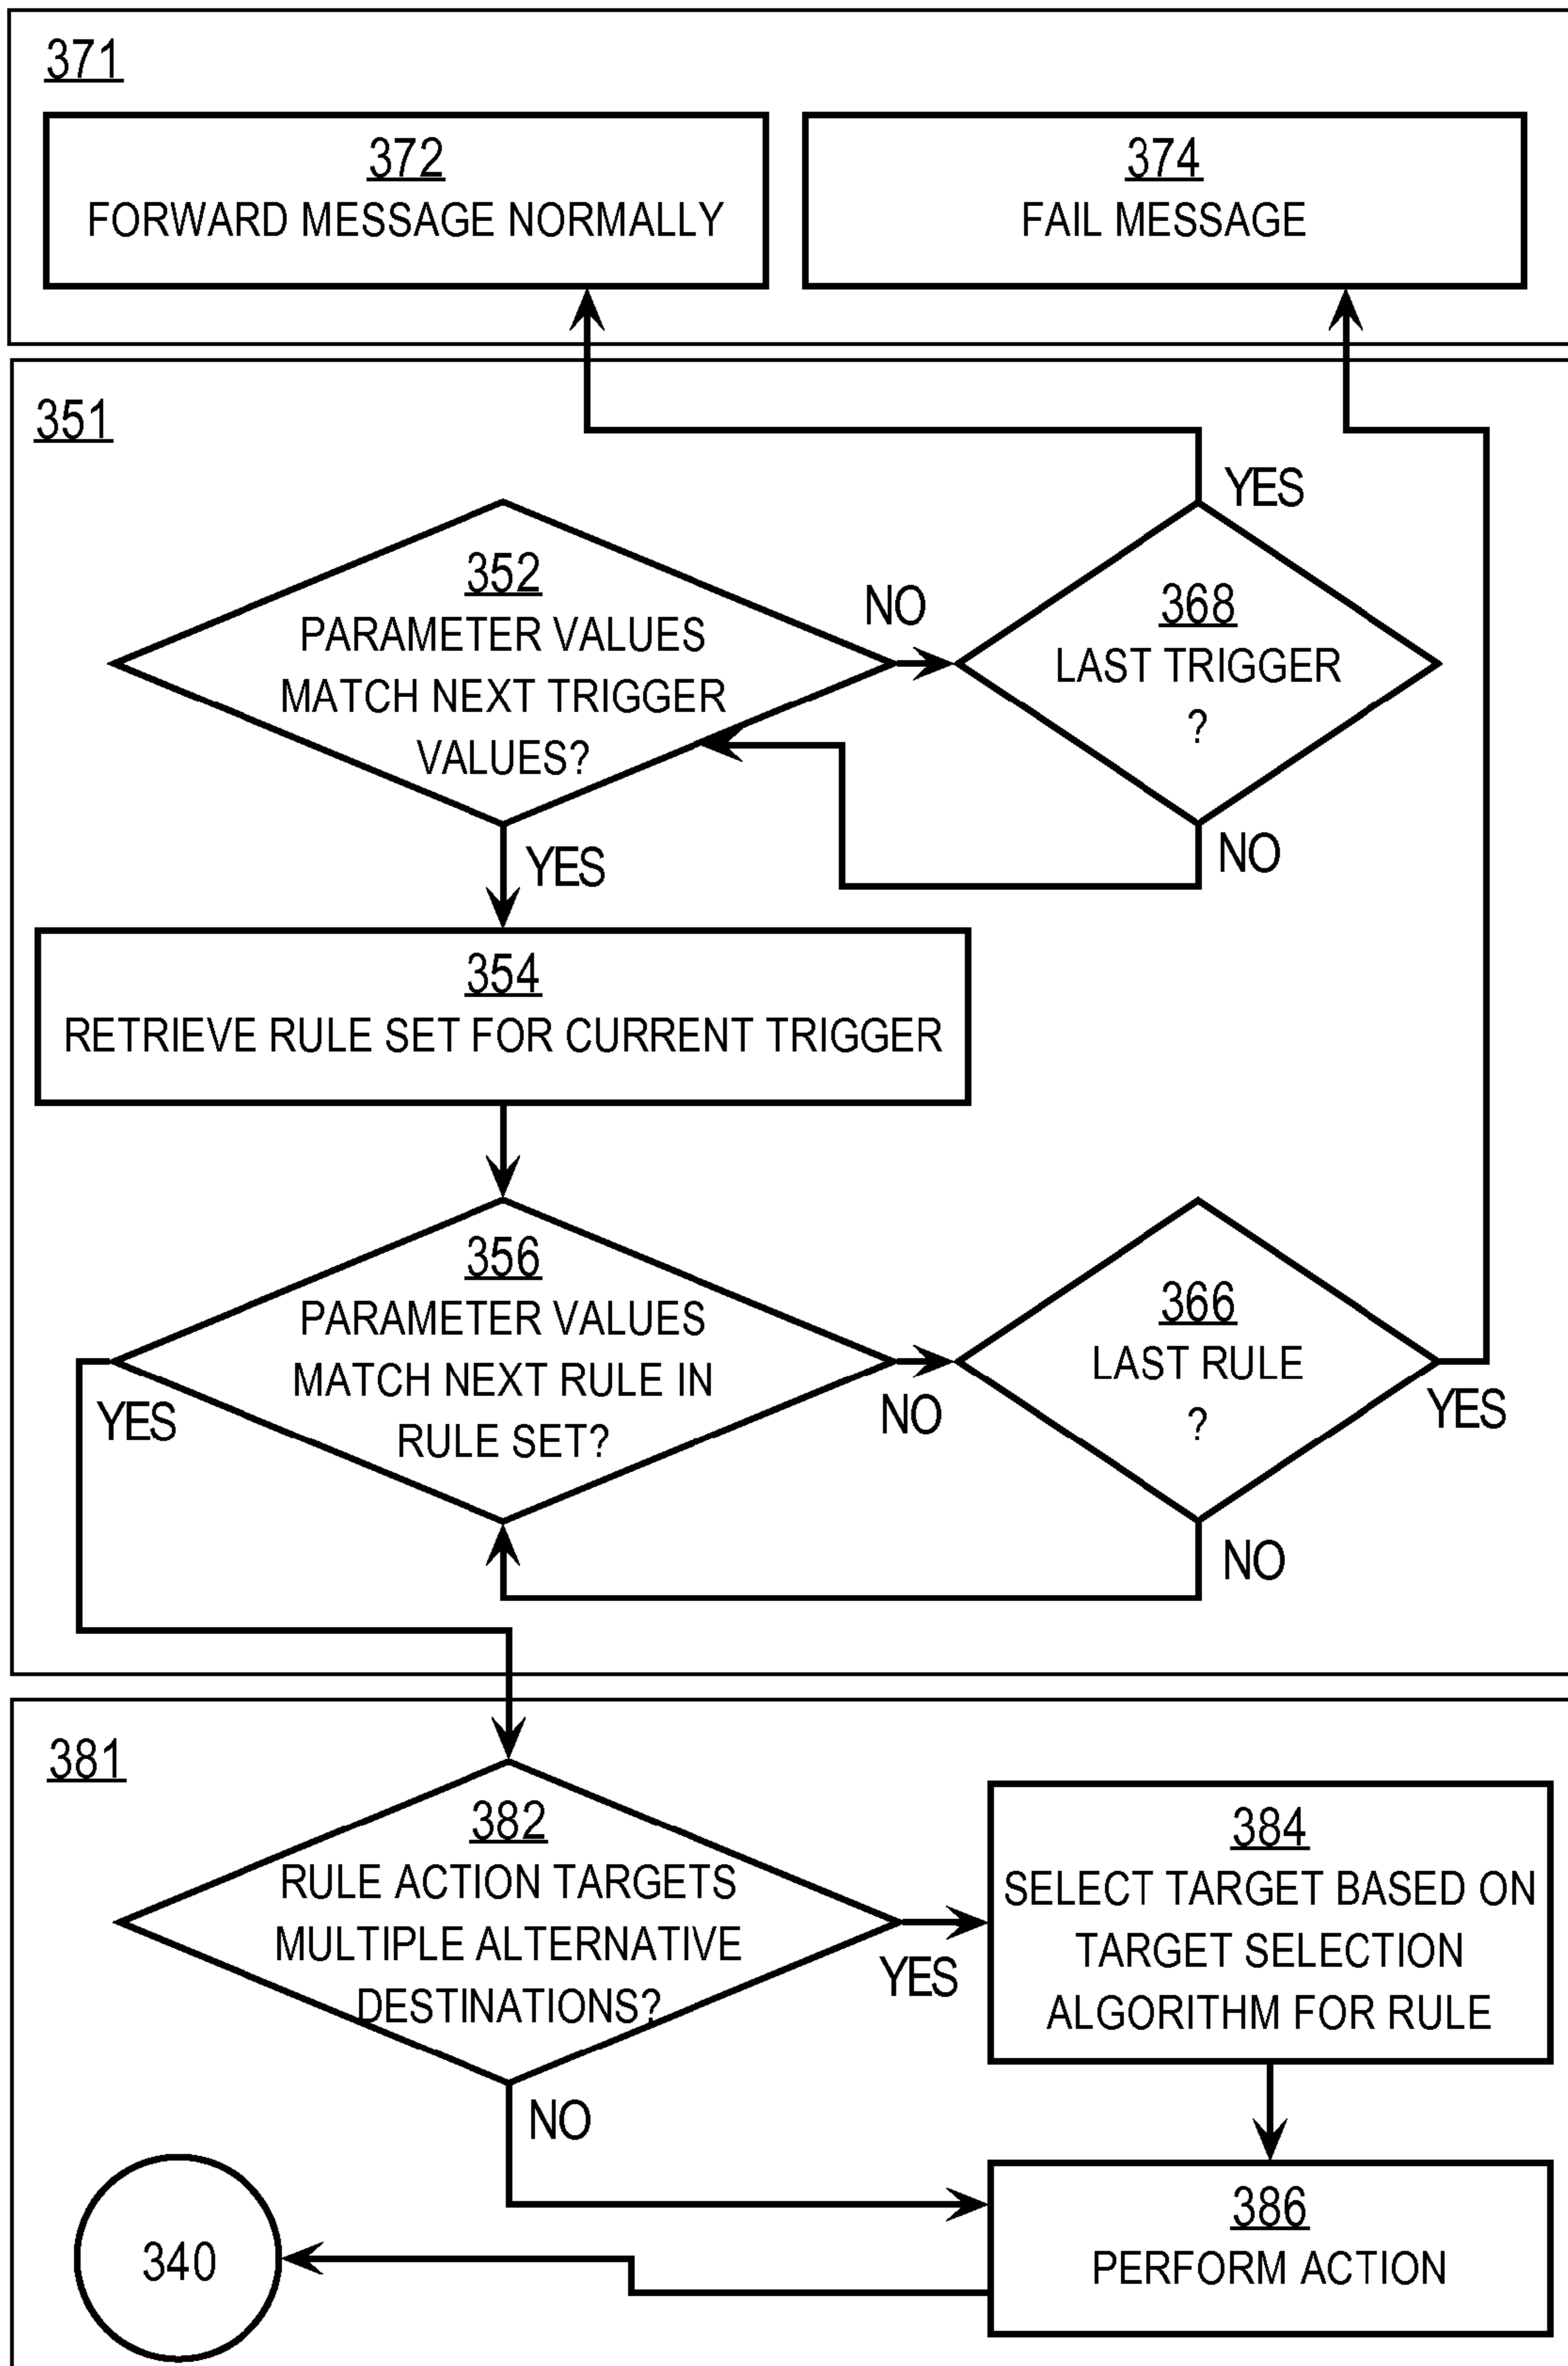 371
372
FORWARD MESSAGE NORMALLY
374
FAIL MESSAGE
351
YES
352
PARAMETER VALUES
MATCH NEXT TRIGGER
VALUES?
NO
368
LAST TRIGGER
?
NO
YES
354
RETRIEVE RULE SET FOR CURRENT TRIGGER
356
PARAMETER VALUES
MATCH NEXT RULE IN
RULE SET?
YES
NO
366
LAST RULE
?
YES
NO
381
382
RULE ACTION TARGETS
MULTIPLE ALTERNATIVE
DESTINATIONS?
YES
NO
384
SELECT TARGET BASED ON
TARGET SELECTION
ALGORITHM FOR RULE
386
PERFORM ACTION
340